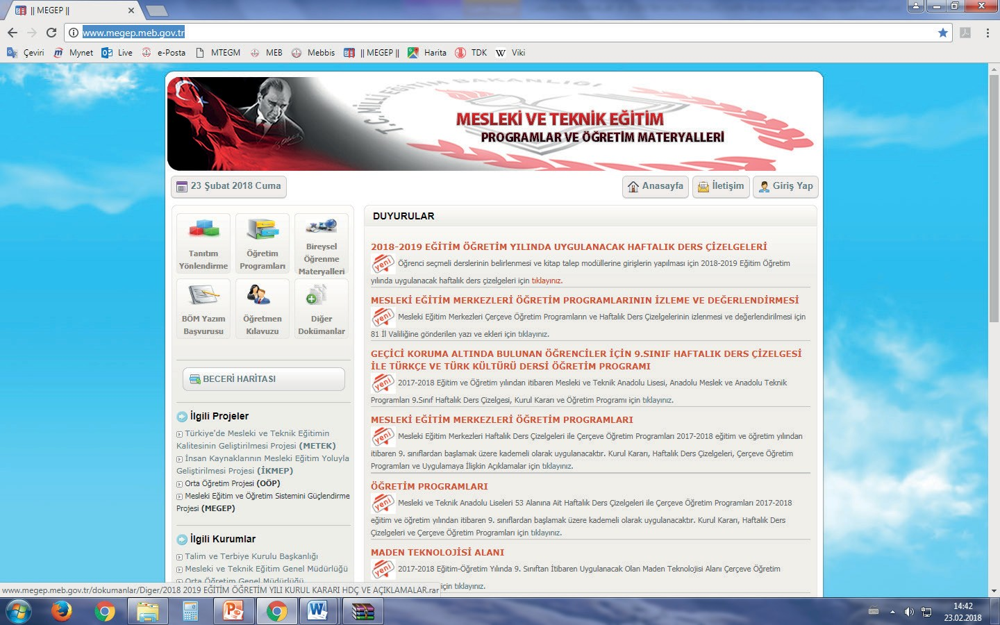 || MEGEP ||
www.megep.meb.gov.tr
Çeviri Mynet Live e-Posta MTEGM MEB Mebbis || MEGEP || Harita TDK Viki
T.C. MİLLİ EĞİTİM BAKANLIĞI
MESLEKİ VE TEKNİK EĞİTİM
PROGRAMLAR VE ÖĞRETİM MATERYALLERİ
23 Şubat 2018 Cuma
Anasayfa İletişim Giriş Yap
Tanıtım
Yönlendirme
Öğretim
Programları
Bireysel
Öğrenme
Materyalleri
BÖM Yazım
Başvurusu
Öğretmen
Kılavuzu
Diğer
Dokümanlar
BECERİ HARİTASI
İlgili Projeler
Türkiye'de Mesleki ve Teknik Eğitimin
Kalitesinin Geliştirilmesi Projesi (METEK)
İnsan Kaynaklarının Mesleki Eğitim Yoluyla
Geliştirilmesi Projesi (İKMEP)
Orta Öğretim Projesi (OÖP)
Mesleki Eğitim ve Öğretim Sistemini Güçlendirme
Projesi (MEGEP)
İlgili Kurumlar
Talim ve Terbiye Kurulu Başkanlığı
Mesleki ve Teknik Eğitim Genel Müdürlüğü
Orta Öğretim Genel Müdürlüğü
DUYURULAR
2018-2019 EĞİTİM ÖĞRETİM YILINDA UYGULANACAK HAFTALIK DERS ÇİZELGELERİ
yeni Öğrenci seçmeli derslerinin belirlenmesi ve kitap talep modüllerine girişlerin yapılması için 2018-2019 Eğitim Öğretim
yılında uygulanacak haftalık ders çizelgeleri için tıklayınız.
MESLEKİ EĞİTİM MERKEZLERİ ÖĞRETİM PROGRAMLARININ İZLEME VE DEĞERLENDİRMESİ
yeni Mesleki Eğitim Merkezleri Çerçeve Öğretim Programların ve Haftalık Ders Çizelgelerinin izlenmesi ve değerlendirilmesi için
81 İl Valiliğine gönderilen yazı ve ekleri için tıklayınız.
GEÇİCİ KORUMA ALTINDA BULUNAN ÖĞRENCİLER İÇİN 9.SINIF HAFTALIK DERS ÇİZELGESİ
İLE TÜRKÇE VE TÜRK KÜLTÜRÜ DERSİ ÖĞRETİM PROGRAMI
yeni 2017-2018 Eğitim ve Öğretim yılından itibaren Mesleki ve Teknik Anadolu Lisesi, Anadolu Meslek ve Anadolu Teknik
Programları 9.Sınıf Haftalık Ders Çizelgesi, Kurul Kararı ve Öğretim Programı için tıklayınız.
MESLEKİ EĞİTİM MERKEZLERİ ÖĞRETİM PROGRAMLARI
yeni Mesleki Eğitim Merkezleri Haftalık Ders Çizelgeleri ile Çerçeve Öğretim Programları 2017-2018 eğitim ve öğretim yılından
itibaren 9. sınıflardan başlamak üzere kademeli olarak uygulanacaktır. Kurul Kararı, Haftalık Ders Çizelgeleri, Çerçeve Öğretim
Programları ve Uygulamaya İlişkin Açıklamalar için tıklayınız.
ÖĞRETİM PROGRAMLARI
yeni Mesleki ve Teknik Anadolu Liseleri 53 Alanına Ait Haftalık Ders Çizelgeleri ile Çerçeve Öğretim Programları 2017-2018
eğitim ve öğretim yılından itibaren 9. sınıflardan başlamak üzere kademeli olarak uygulanacaktır. Kurul Kararı, Haftalık Ders
Çizelgeleri ve Çerçeve Öğretim Programları için tıklayınız.
MADEN TEKNOLOJİSİ ALANI
yeni 2017-2018 Eğitim-Öğretim Yılında 9. Sınıftan İtibaren Uygulanacak Olan Maden Teknolojisi Alanı Çerçeve Öğretim
için tıklayınız.
www.megep.meb.gov.tr/dokumanlar/Diger/2018 2019 EĞİTİM ÖĞRETİM YILI KURUL KARARI HDÇ VE AÇIKLAMALAR.rar
14:42
23.02.2018